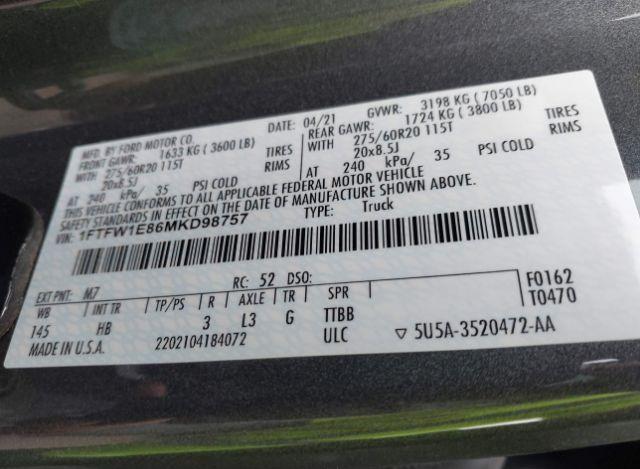 MFD. BY FORD MOTOR CO.
DATE: 04/21
GVWR: 3198 KG ( 7050 LB)
FRONT GAWR: 1633 KG ( 3600 LB)
REAR GAWR: 1724 KG ( 3800 LB)
WITH 275/60R20 115T TIRES
WITH 275/60R20 115T TIRES
20x8.5J RIMS
20x8.5J RIMS
AT 240 kPa/ 35 PSI COLD
AT 240 kPa/ 35 PSI COLD
THIS VEHICLE CONFORMS TO ALL APPLICABLE FEDERAL MOTOR VEHICLE
SAFETY STANDARDS IN EFFECT ON THE DATE OF MANUFACTURE SHOWN ABOVE.
VIN: 1FTFW1E86MKD98757
TYPE: Truck
EXT PNT: M7 RC: 52 DSO:
F0162
WB INT TR TP/PS R AXLE TR SPR
T0470
145 HB 3 L3 G TTBB
MADE IN U.S.A. 2202104184072 ULC ▽ 5U5A-3520472-AA